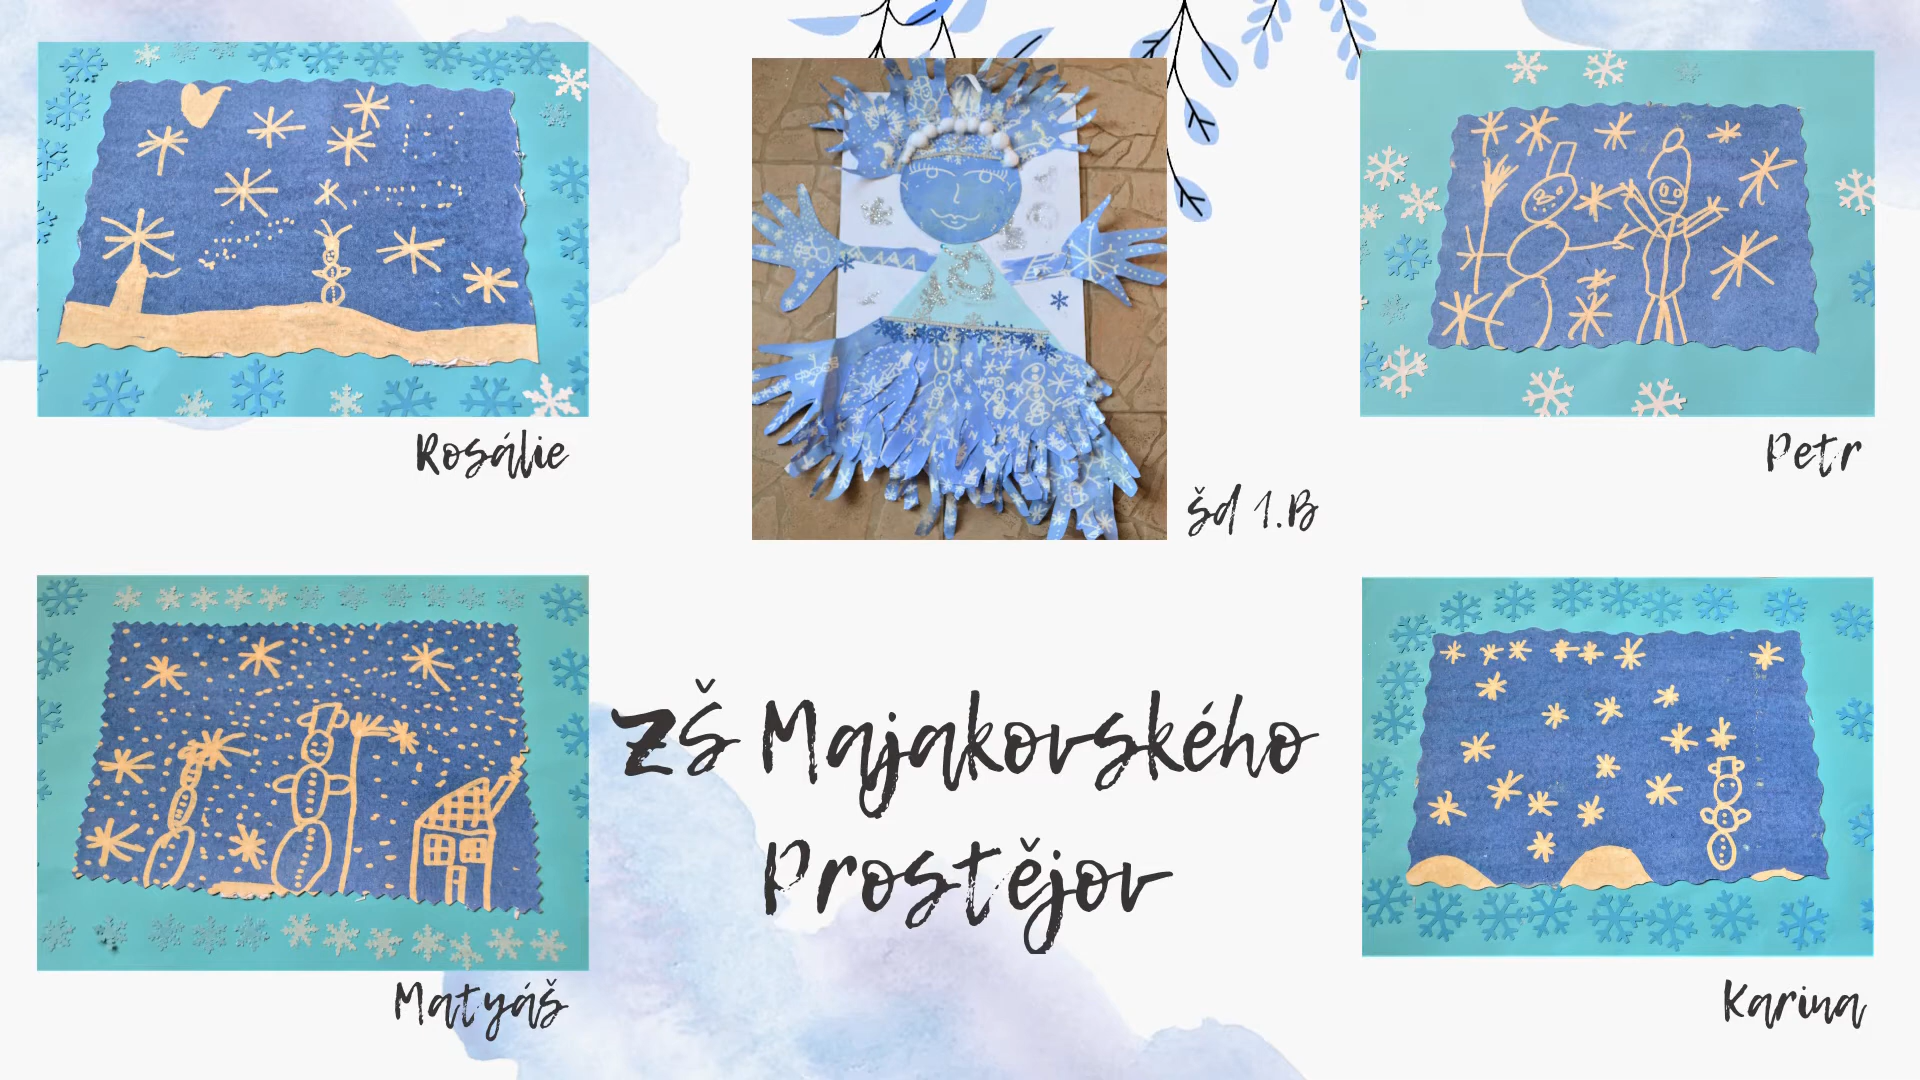 Rosálie
Petr
šd 1.B
ZŠ Majakovského
Prostějov
Matyáš
Karina